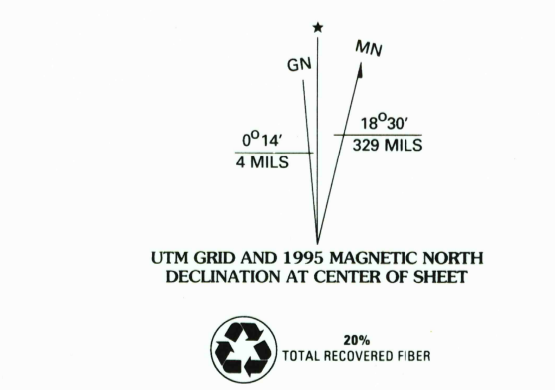 ★
GN
MN
0°14′
4 MILS
18°30′
329 MILS
UTM GRID AND 1995 MAGNETIC NORTH
DECLINATION AT CENTER OF SHEET
20%
TOTAL RECOVERED FIBER